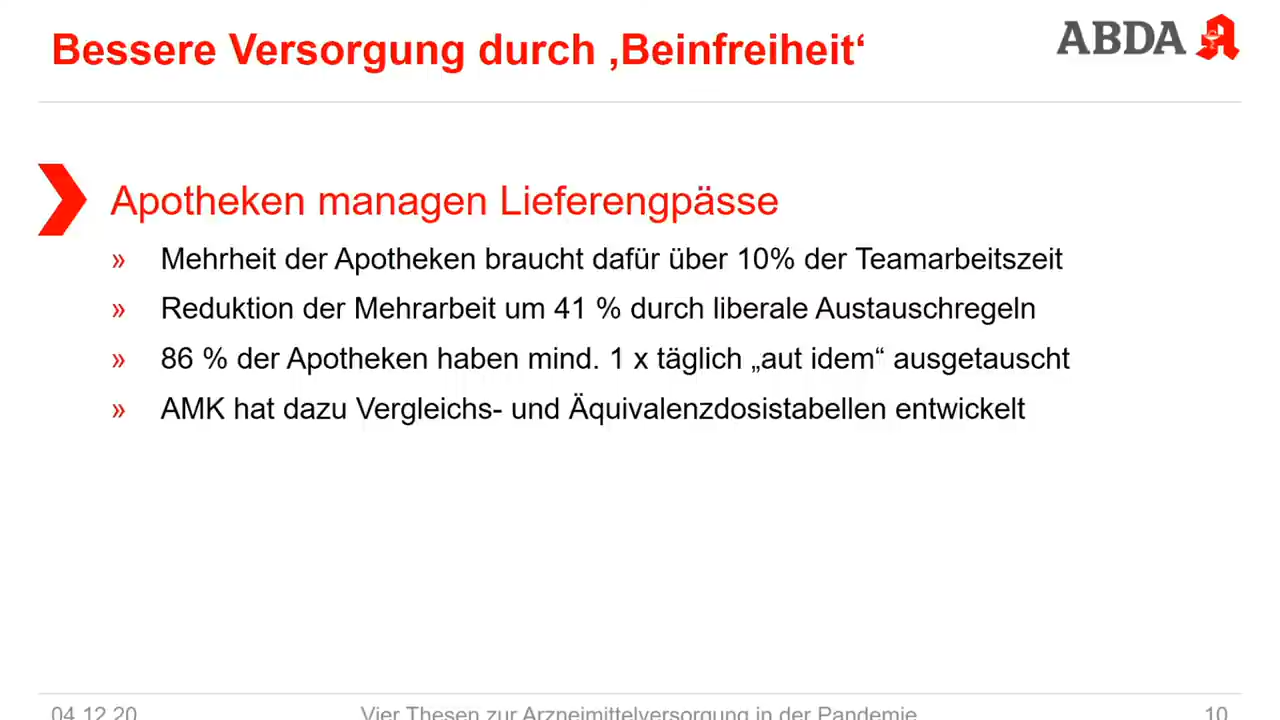 Bessere Versorgung durch ‚Beinfreiheit‘
ABDA
Apotheken managen Lieferengpässe
» Mehrheit der Apotheken braucht dafür über 10% der Teamarbeitszeit
» Reduktion der Mehrarbeit um 41 % durch liberale Austauschregeln
» 86 % der Apotheken haben mind. 1 x täglich „aut idem“ ausgetauscht
» AMK hat dazu Vergleichs- und Äquivalenzdosistabellen entwickelt
04.12.20 Vier Thesen zur Arzneimittelversorgung in der Pandemie 10